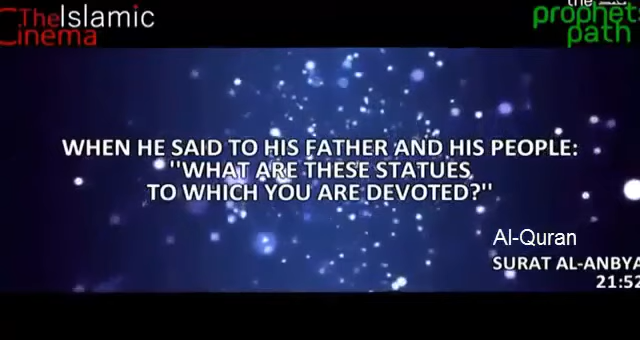 The Islamic
Cinema
the
prophets
path
WHEN HE SAID TO HIS FATHER AND HIS PEOPLE:
"WHAT ARE THESE STATUES
TO WHICH YOU ARE DEVOTED?"
Al-Quran
SURAT AL-ANBYA
21:52